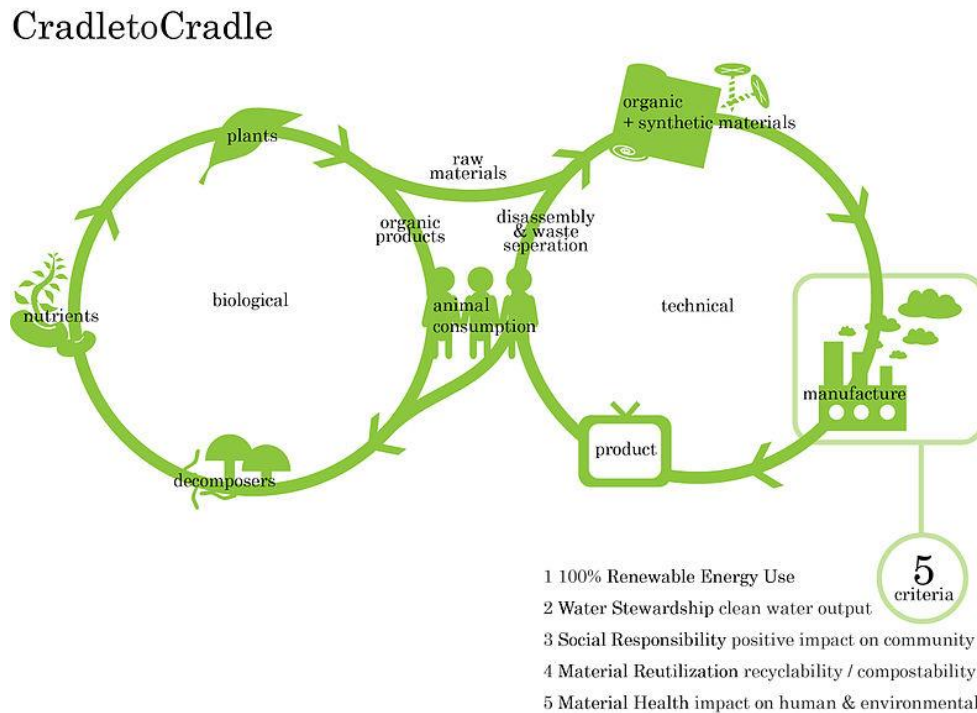 CradletoCradle
plants
organic
+ synthetic materials
raw
materials
organic
products
disassembly
& waste
seperation
nutrients
biological
animal
consumption
technical
manufacture
product
decomposers
5
criteria
1 100% Renewable Energy Use
2 Water Stewardship clean water output
3 Social Responsibility positive impact on community
4 Material Reutilization recyclability / compostability
5 Material Health impact on human & environmental